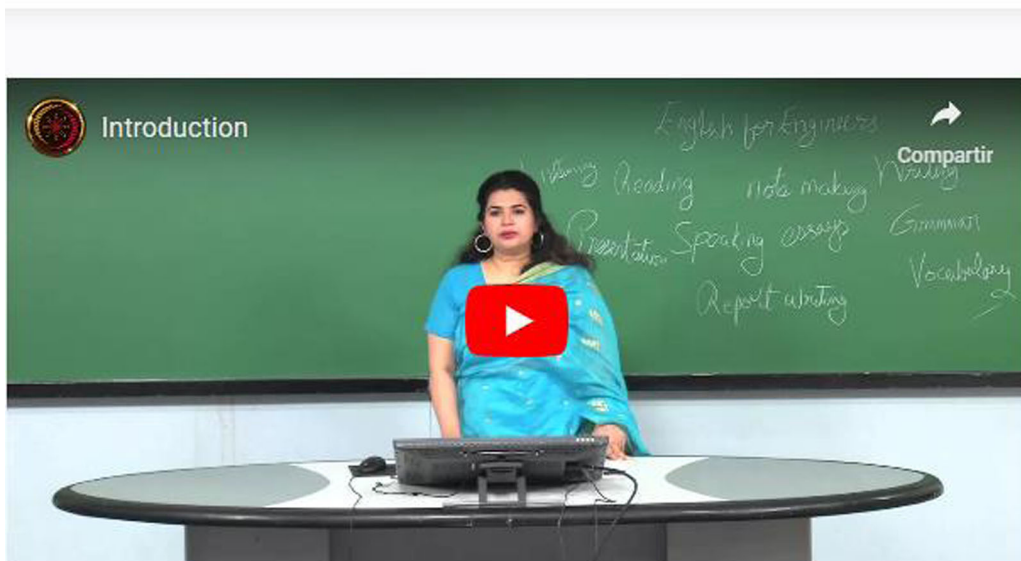 Introduction
English for Engineers
Compartir
Reading note making Writing
Presentation Speaking essays Grammar
Vocabulary
Report writing